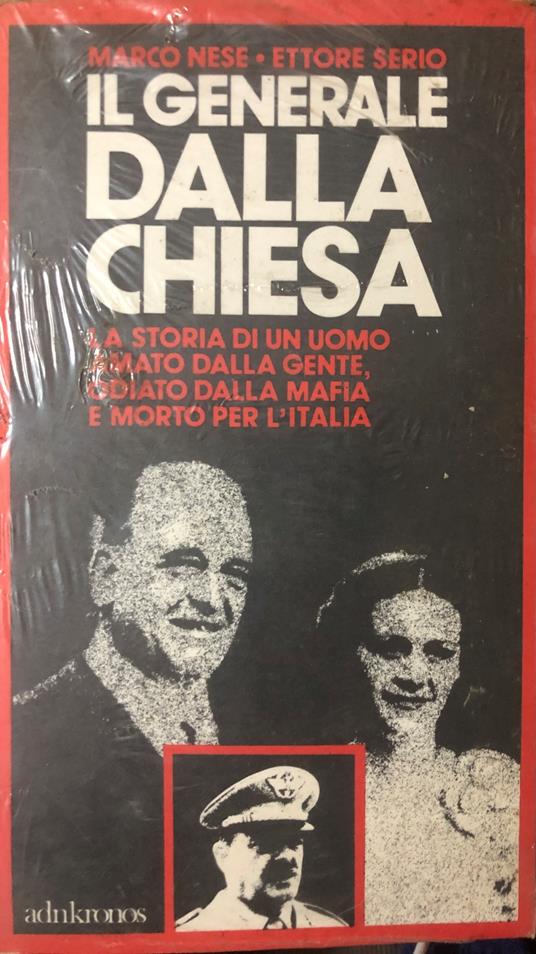 MARCO NESE • ETTORE SERIO
IL GENERALE
DALLA
CHIESA
LA STORIA DI UN UOMO
AMATO DALLA GENTE,
ODIATO DALLA MAFIA
E MORTO PER L'ITALIA
adnkronos